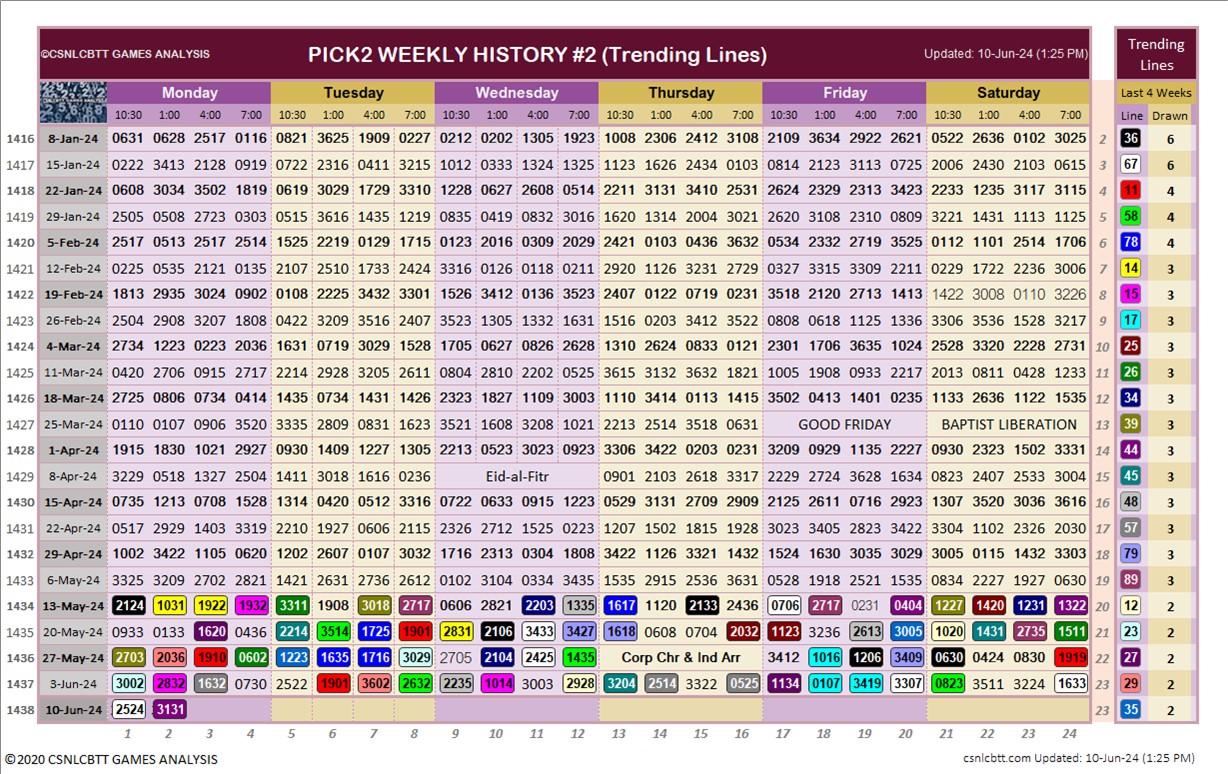 ©CSNLCBTT GAMES ANALYSIS PICK2 WEEKLY HISTORY #2 (Trending Lines) Updated: 10-Jun-24 (1:25 PM) Trending Lines
Monday Tuesday Wednesday Thursday Friday Saturday Last 4 Weeks
10:30 1:00 4:00 7:00 10:30 1:00 4:00 7:00 10:30 1:00 4:00 7:00 10:30 1:00 4:00 7:00 10:30 1:00 4:00 7:00 10:30 1:00 4:00 7:00 Line Drawn
1416 8-Jan-24 0631 0628 2517 0116 0821 3625 1909 0227 0212 0202 1305 1923 1008 2306 2412 3108 2109 3634 2922 2621 0522 2636 0102 3025 2 36 6
1417 15-Jan-24 0222 3413 2128 0919 0722 2316 0411 3215 1012 0333 1324 1325 1123 1626 2434 0103 0814 2123 3113 0725 2006 2430 2103 0615 3 67 6
1418 22-Jan-24 0608 3034 3502 1819 0619 3029 1729 3310 1228 0627 2608 0514 2211 3131 3410 2531 2624 2329 2313 3423 2233 1235 3117 3115 4 11 4
1419 29-Jan-24 2505 0508 2723 0303 0515 3616 1435 1219 0835 0419 0832 3016 1620 1314 2004 3021 2620 3108 2310 0809 3221 1431 1113 1125 5 58 4
1420 5-Feb-24 2517 0513 2517 2514 1525 2219 0129 1715 0123 2016 0309 2029 2421 0103 0436 3632 0534 2332 2719 3525 0112 1101 2514 1706 6 78 4
1421 12-Feb-24 0225 0535 2121 0135 2107 2510 1733 2424 3316 0126 0118 0211 2920 1126 3231 2729 0327 3315 3309 2211 0229 1722 2236 3006 7 14 3
1422 19-Feb-24 1813 2935 3024 0902 0108 2225 3432 3301 1526 3412 0136 3523 2407 0122 0719 0231 3518 2120 2713 1413 1422 3008 0110 3226 8 15 3
1423 26-Feb-24 2504 2908 3207 1808 0422 3209 3516 2407 3523 1305 1332 1631 1516 0203 3412 3522 0808 0618 1125 1336 3306 3536 1528 3217 9 17 3
1424 4-Mar-24 2734 1223 0223 2036 1631 0719 3029 1528 1705 0627 0826 2628 1310 2624 0833 0121 2301 1706 3635 1024 2528 3320 2228 2731 10 25 3
1425 11-Mar-24 0420 2706 0915 2717 2214 2928 3205 2611 0804 2810 2202 0525 3615 3132 3632 1821 1005 1908 0933 2217 2013 0811 0428 1233 11 26 3
1426 18-Mar-24 2725 0806 0734 0414 1435 0734 1431 1426 2323 1827 1109 3003 1110 3414 0113 1415 3502 0413 1401 0235 1133 2636 1122 1535 12 34 3
1427 25-Mar-24 0110 0107 0906 3520 3335 2809 0831 1623 3521 1608 3208 1021 2213 2514 3518 0631 GOOD FRIDAY BAPTIST LIBERATION 13 39 3
1428 1-Apr-24 1915 1830 1021 2927 0930 1409 1227 1305 2213 0521 3023 0923 3306 3422 0203 0231 3209 0929 1135 2227 0930 2323 1502 3331 14 44 3
1429 8-Apr-24 3229 0518 1327 2504 1411 3018 1616 0234 Eid-al-Fitr 0901 2103 2618 3317 2229 2724 3628 1634 0823 2407 2533 3004 15 45 3
1430 15-Apr-24 0735 1213 0708 1528 1314 0420 0512 3316 0722 0633 0915 1223 0529 3131 2709 2909 2125 2611 0716 2923 1307 3520 3036 3616 16 48 3
1431 22-Apr-24 0517 2929 1403 3319 2210 1927 0606 2115 2326 2712 1525 0223 1207 1502 1815 1928 3023 3405 2823 3422 3304 1102 2326 2030 17 57 3
1432 29-Apr-24 1002 3422 1105 0620 1202 2607 0107 3032 1716 2313 0304 1808 3422 1126 3321 1432 1524 1630 3035 3029 3005 0115 1432 3303 18 79 3
1433 6-May-24 3325 3209 2702 2821 1421 2631 2736 2612 0102 3104 0334 3435 1535 2915 2536 3631 0528 1918 2521 1535 0834 2227 1927 0630 19 89 3
1434 13-May-24 2124 1031 1922 1932 3311 1908 3018 2717 0606 2821 2203 1335 1617 1120 2133 2436 0706 2717 0231 0404 1227 1420 1231 1322 20 12 2
1435 20-May-24 0933 0133 1620 0436 2214 3514 1725 1901 2831 2106 3433 3427 1618 0608 0704 2032 1123 3236 2613 3005 1020 1431 2735 1511 21 23 2
1436 27-May-24 2703 2036 1910 0602 1223 1635 1716 3029 2705 2104 2425 1435 Corp Chr & Ind Arr 3412 1016 1206 3409 0630 0424 0830 1919 22 27 2
1437 3-Jun-24 3002 2832 1632 0730 2522 1901 3602 2632 2235 1014 3003 2928 3204 2514 3322 0525 1134 0107 3419 3307 0823 3511 3224 1633 23 29 2
1438 10-Jun-24 2524 3131 23 35 2
1 2 3 4 5 6 7 8 9 10 11 12 13 14 15 16 17 18 19 20 21 22 23 24
©2020 CSNLCBTT GAMES ANALYSIS csnlcbtt.com Updated: 10-Jun-24 (1:25 PM)